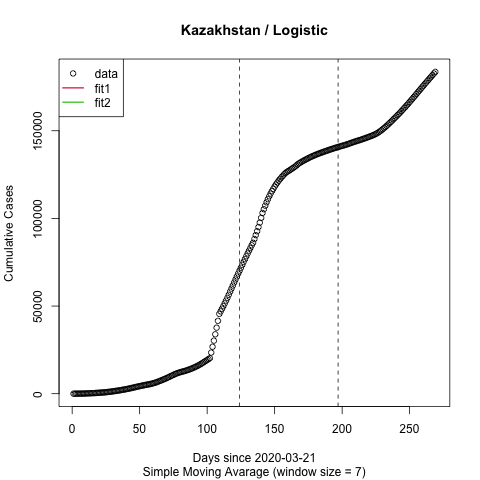 Kazakhstan / Logistic
data
fit1
fit2
Cumulative Cases
150000
100000
50000
0
0 50 100 150 200 250
Days since 2020-03-21
Simple Moving Avarage (window size = 7)